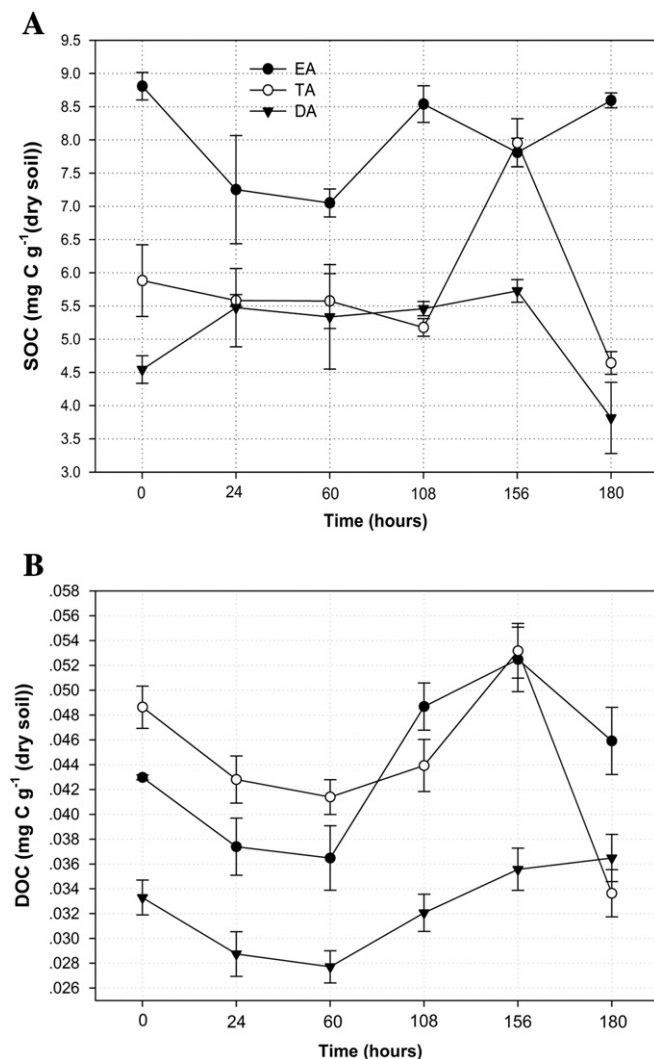 A
9.5
9.0
8.5
8.0
7.5
7.0
6.5
6.0
5.5
5.0
4.5
4.0
3.5
3.0
SOC (mg C g⁻¹(dry soil))
EA
TA
DA
0 24 60 108 156 180
Time (hours)
B
.058
.056
.054
.052
.050
.048
.046
.044
.042
.040
.038
.036
.034
.032
.030
.028
.026
DOC (mg C g⁻¹ (dry soil))
0 24 60 108 156 180
Time (hours)